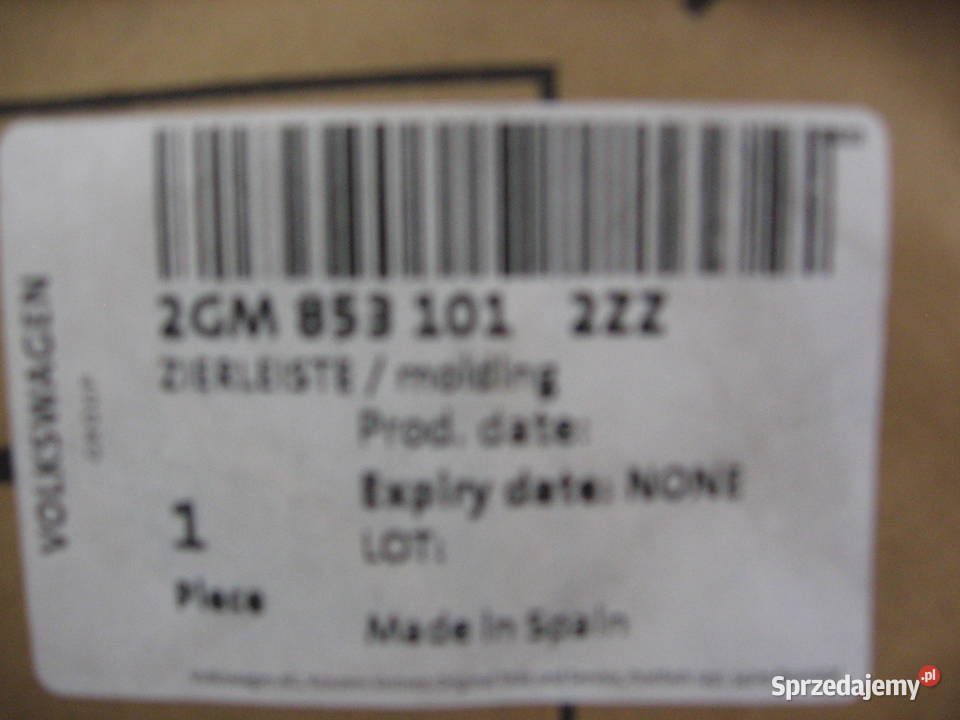 2GM 853 101 2ZZ
ZIERLEISTE / molding
Prod. date:
Expiry date: NONE
LOT:
1
Piece
Made in Spain
VOLKSWAGEN
Sprzedajemy.pl